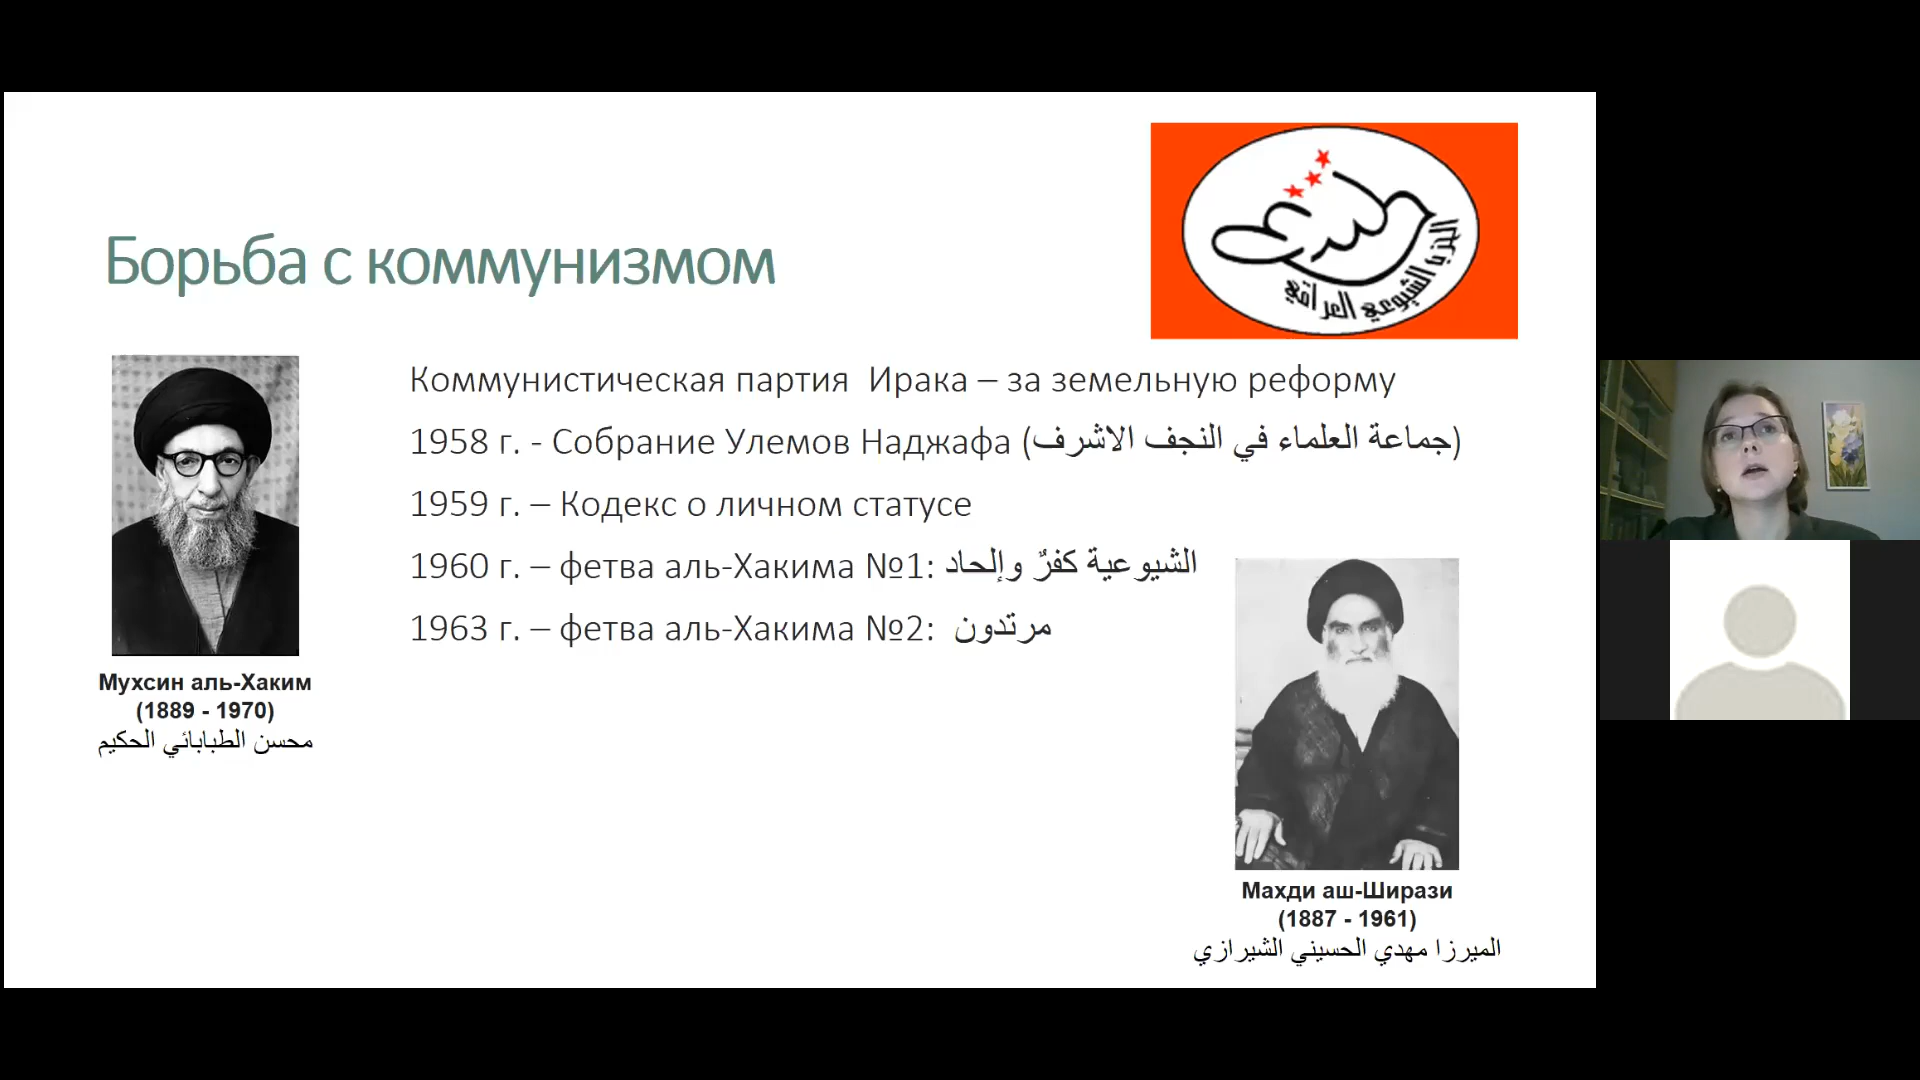 Борьба с коммунизмом
الحزب الشيوعي العراقي
Коммунистическая партия Ирака – за земельную реформу
1958 г. - Собрание Улемов Наджафа (جماعة العلماء في النجف الاشرف)
1959 г. – Кодекс о личном статусе
1960 г. – фетва аль-Хакима №1: الشيوعية كفرٌ وإلحاد
1963 г. – фетва аль-Хакима №2: مرتدون
Мухсин аль-Хаким
(1889 - 1970)
محسن الطبابائي الحكيم
Махди аш-Ширази
(1887 - 1961)
الميرزا مهدي الحسيني الشيرازي